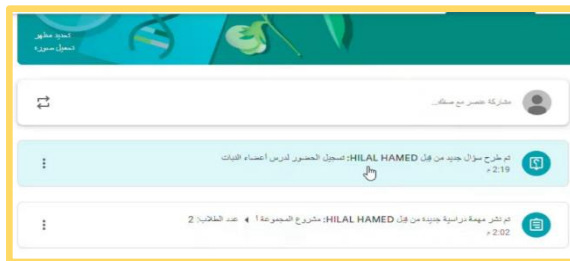 تحديد مظهر
تحميل صورة
مشاركة عنصر مع صفك...
تم طرح سؤال جديد من قبل HILAL HAMED: تسجيل الحضور لدرس أعضاء النبات
2:19 م
تم نشر مهمة دراسية جديدة من قبل HILAL HAMED: مشروع المجموعة أ ◂ عدد الطلاب: 2
2:02 م